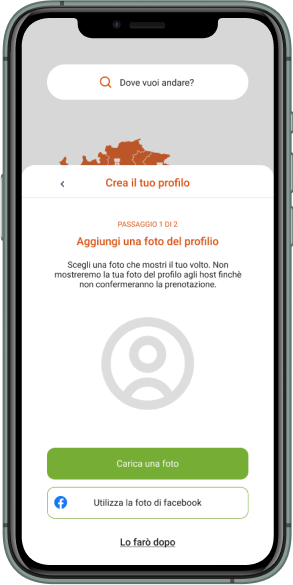 Dove vuoi andare?
Crea il tuo profilo
PASSAGGIO 1 DI 2
Aggiungi una foto del profilio
Scegli una foto che mostri il tuo volto. Non
mostreremo la tua foto del profilo agli host finchè
non confermeranno la prenotazione.
Carica una foto
Utilizza la foto di facebook
Lo farò dopo